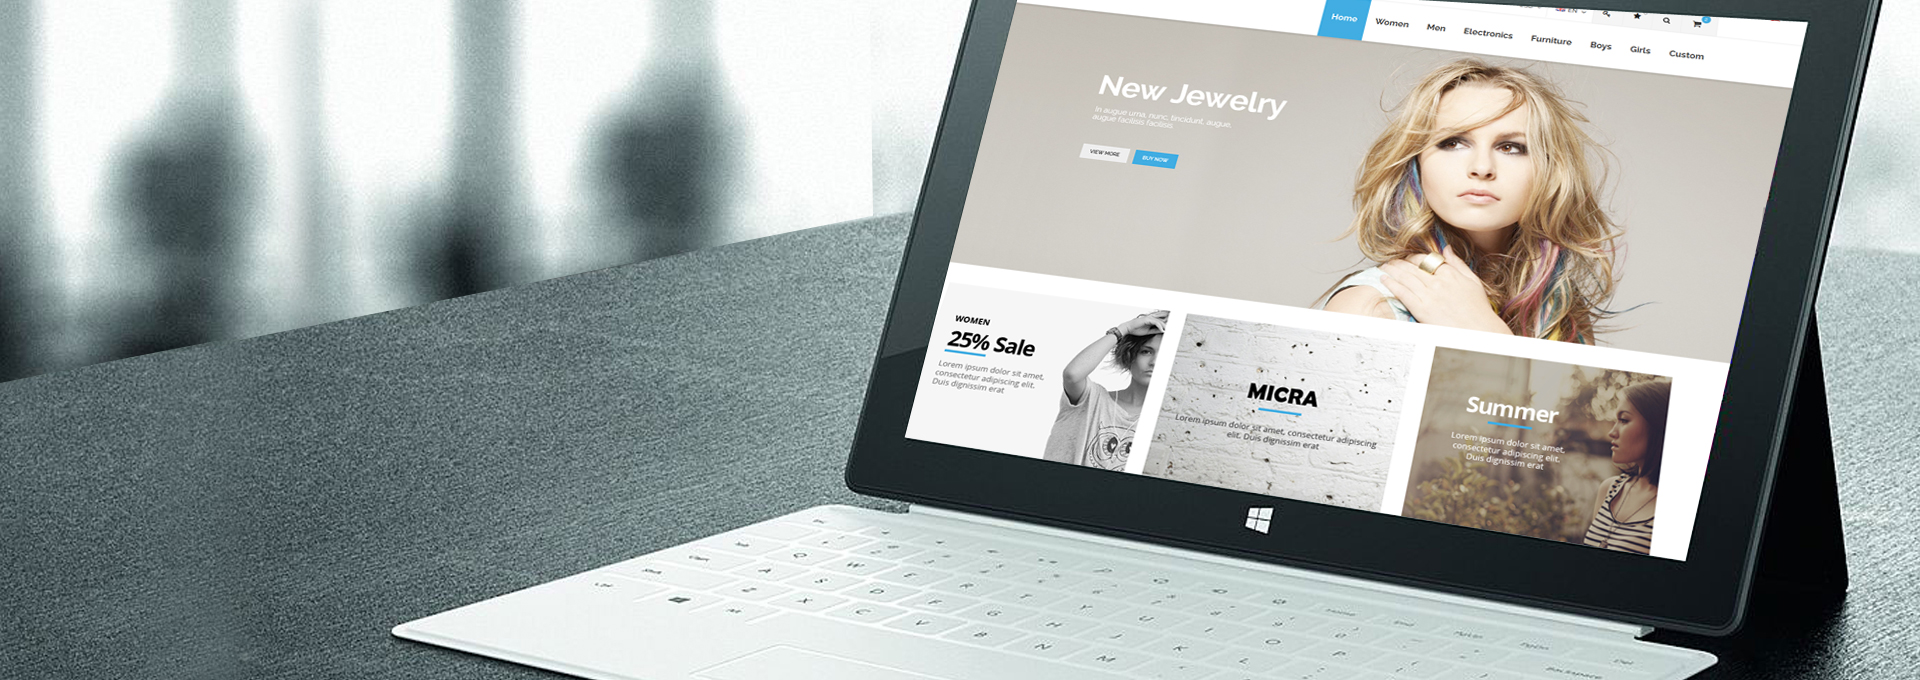 EN
Home Women Men Electronics Furniture Boys Girls Custom
New Jewelry
In augue urna, nunc, tincidunt, augue,
augue facilisis facilisis.
VIEW MORE BUY NOW
WOMEN
25% Sale
Lorem ipsum dolor sit amet,
consectetur adipiscing elit.
Duis dignissim erat
MICRA
Lorem ipsum dolor sit amet, consectetur adipiscing
elit. Duis dignissim erat
Summer
Lorem ipsum dolor sit amet,
consectetur adipiscing elit.
Duis dignissim erat
Q W E R T Y U I O P
A S D F G H J K L
Z X C V B N M
Backspace